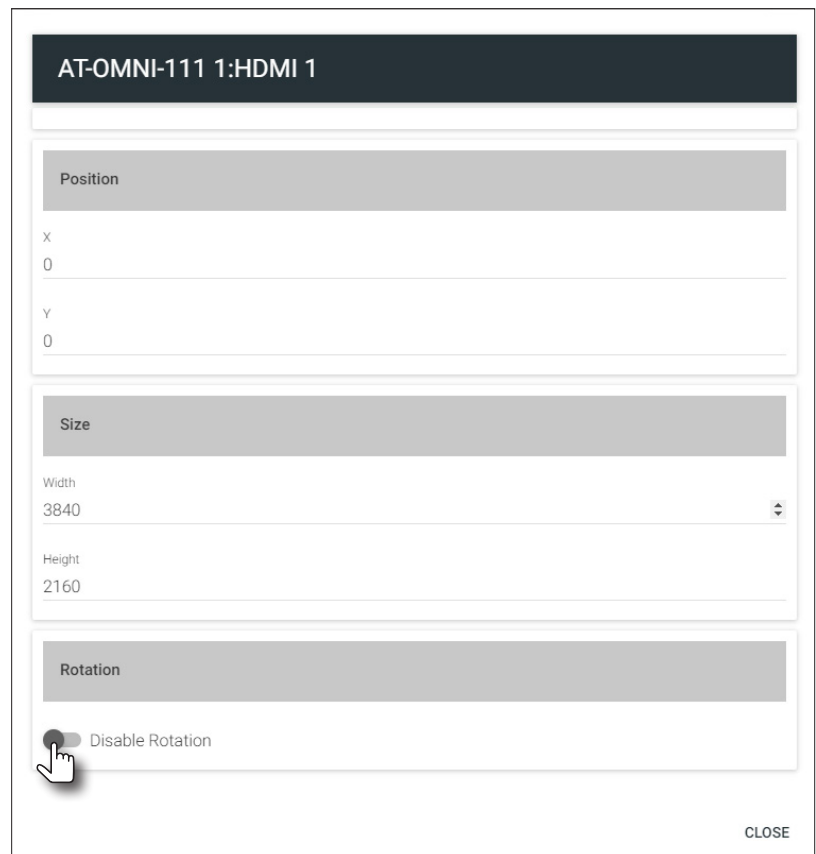 AT-OMNI-111 1:HDMI 1
Position
X
0
Y
0
Size
Width
3840
Height
2160
Rotation
Disable Rotation
CLOSE